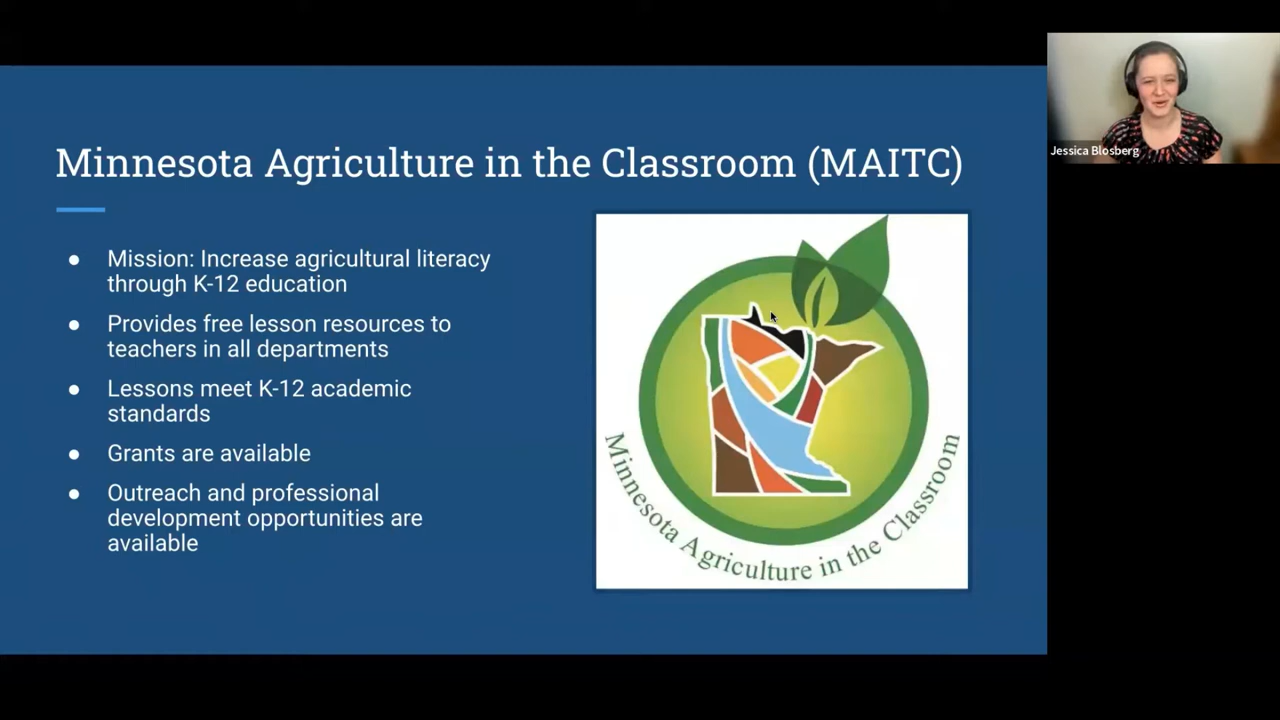 Minnesota Agriculture in the Classroom (MAITC)
Mission: Increase agricultural literacy
through K-12 education
Provides free lesson resources to
teachers in all departments
Lessons meet K-12 academic
standards
Grants are available
Outreach and professional
development opportunities are
available
Minnesota Agriculture in the Classroom
Jessica Blosberg